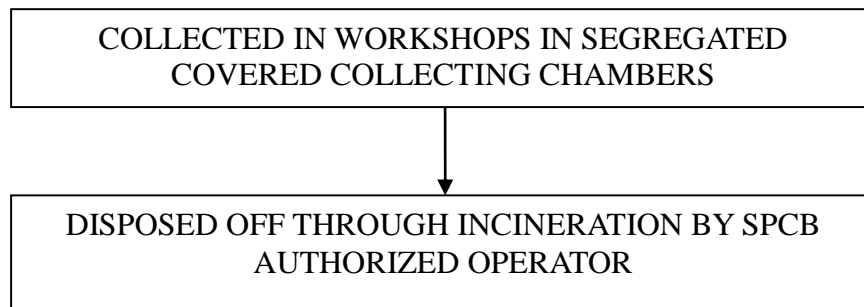 COLLECTED IN WORKSHOPS IN SEGREGATED
COVERED COLLECTING CHAMBERS
DISPOSED OFF THROUGH INCINERATION BY SPCB
AUTHORIZED OPERATOR